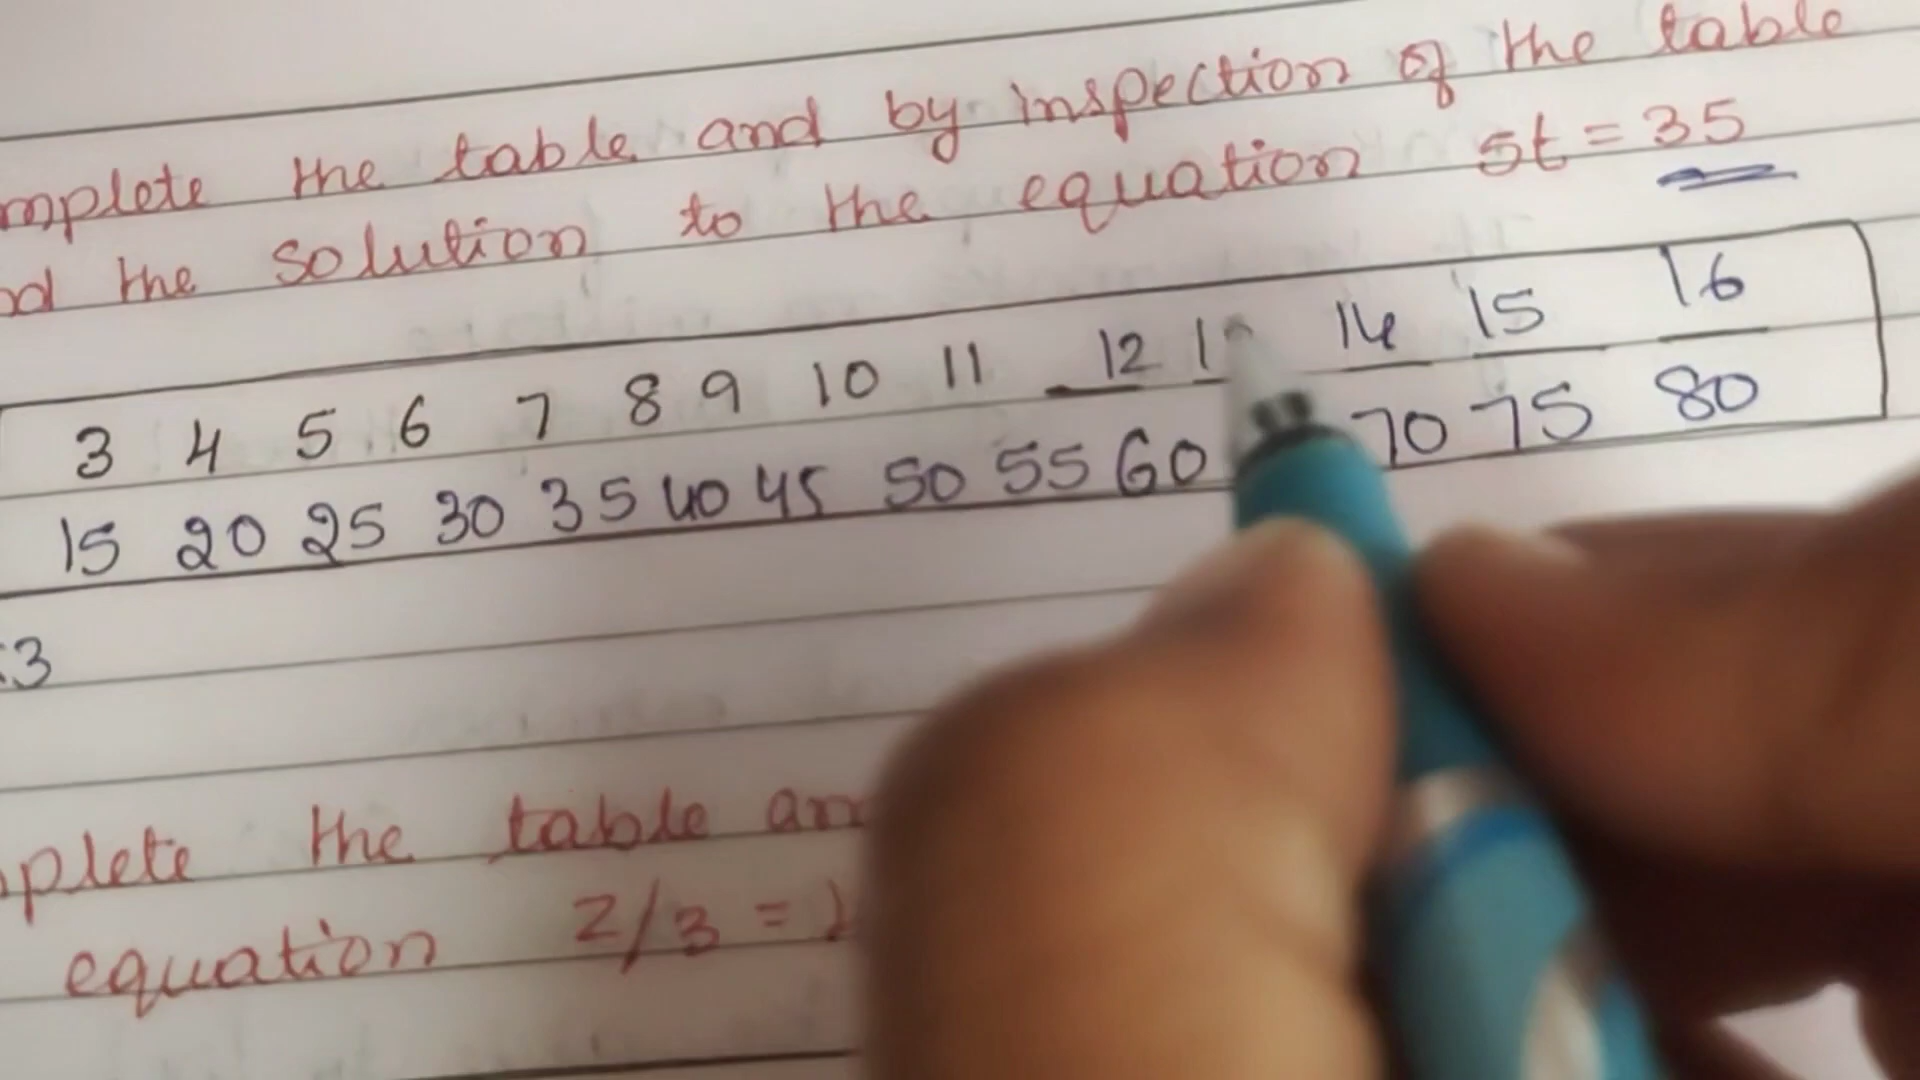 mplete the table and by inspection of the table
the solution to the equation 5t = 35
3 4 5 6 7 8 9 10 11 12 14 15 16
15 20 25 30 35 40 45 50 55 60 70 75 80
3
plete the table an
equation z/3 =